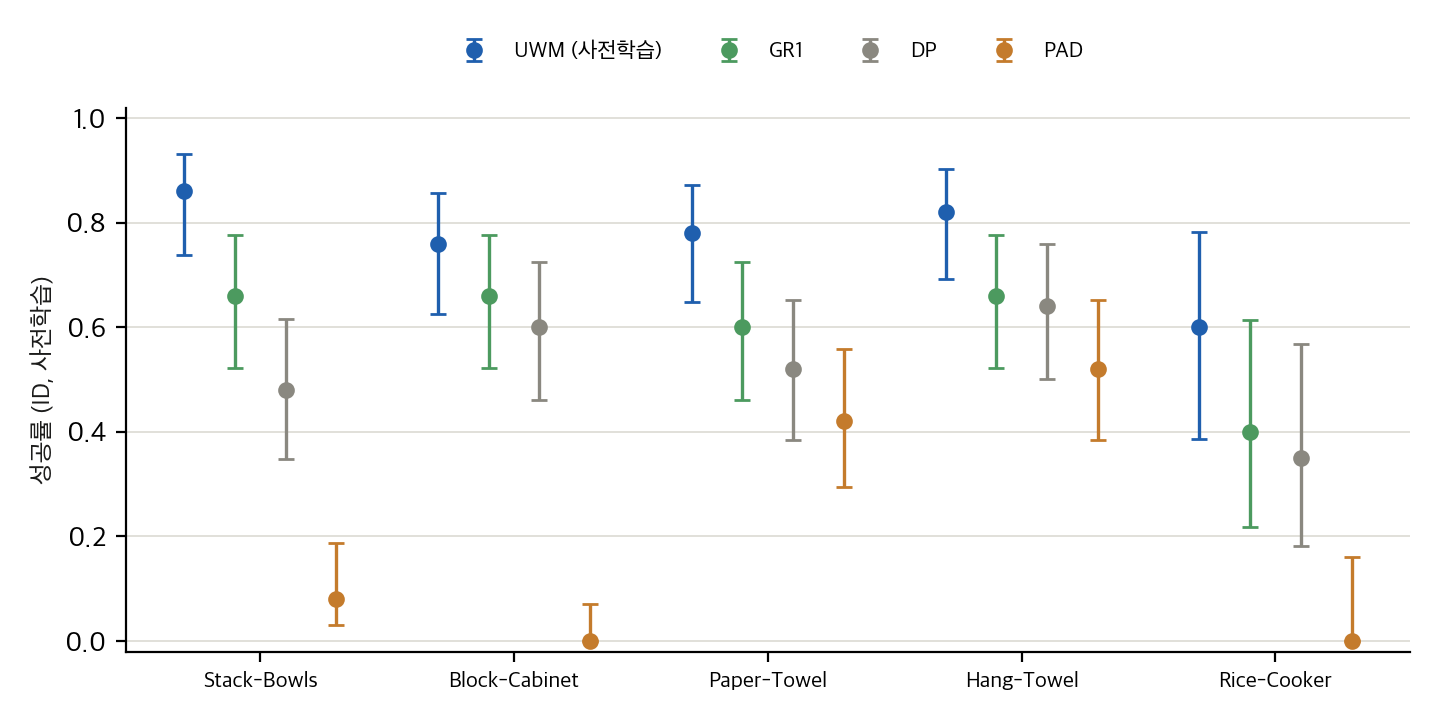 UWM (사전학습) GR1 DP PAD
성공률 (ID, 사전학습)
1.0
0.8
0.6
0.4
0.2
0.0
Stack-Bowls Block-Cabinet Paper-Towel Hang-Towel Rice-Cooker